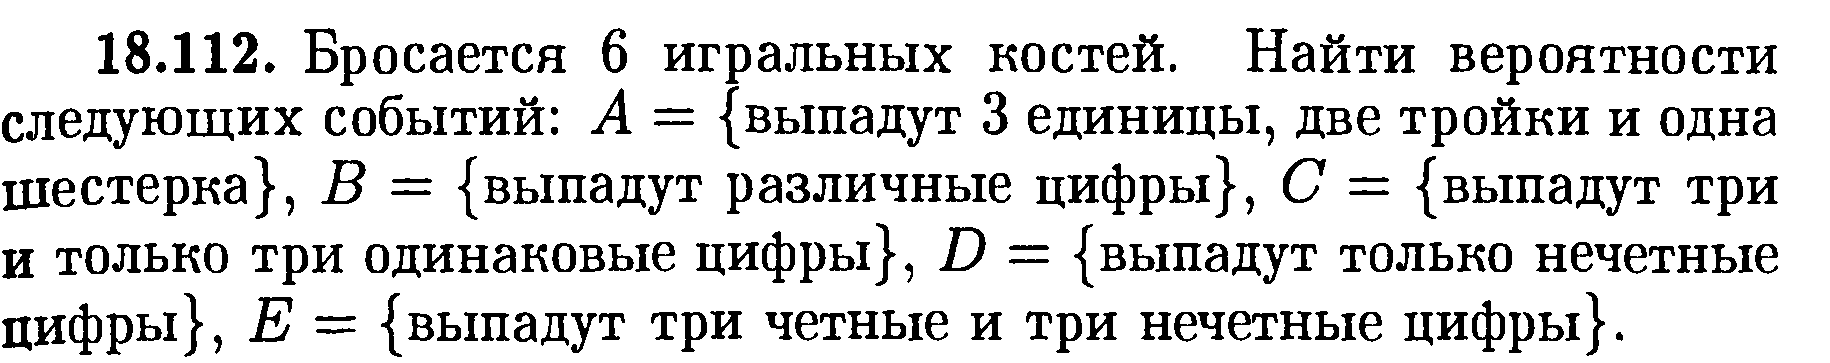 18.112. Бросается 6 игральных костей. Найти вероятности
следующих событий: A = {выпадут 3 единицы, две тройки и одна
шестерка}, B = {выпадут различные цифры}, C = {выпадут три
и только три одинаковые цифры}, D = {выпадут только нечетные
цифры}, E = {выпадут три четные и три нечетные цифры}.